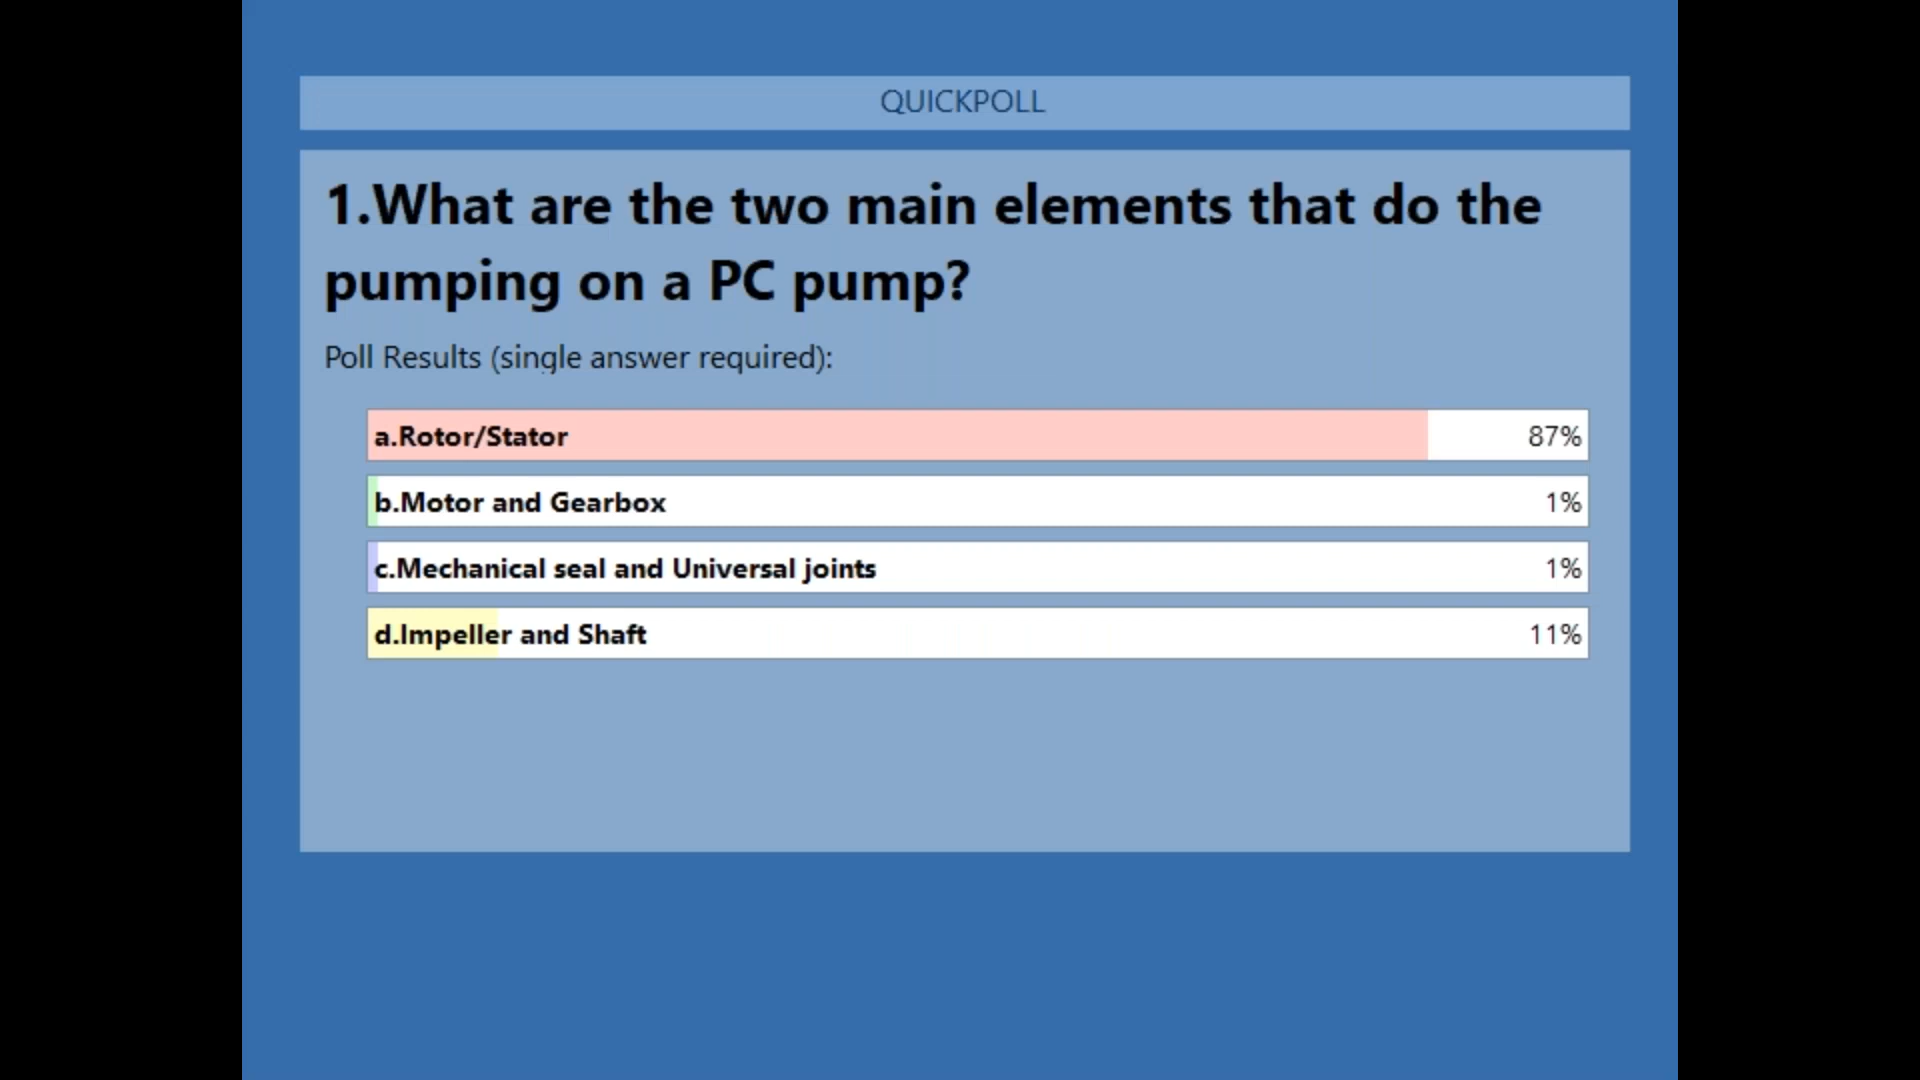 QUICKPOLL
1.What are the two main elements that do the
pumping on a PC pump?
Poll Results (single answer required):
a.Rotor/Stator 87%
b.Motor and Gearbox 1%
c.Mechanical seal and Universal joints 1%
d.Impeller and Shaft 11%